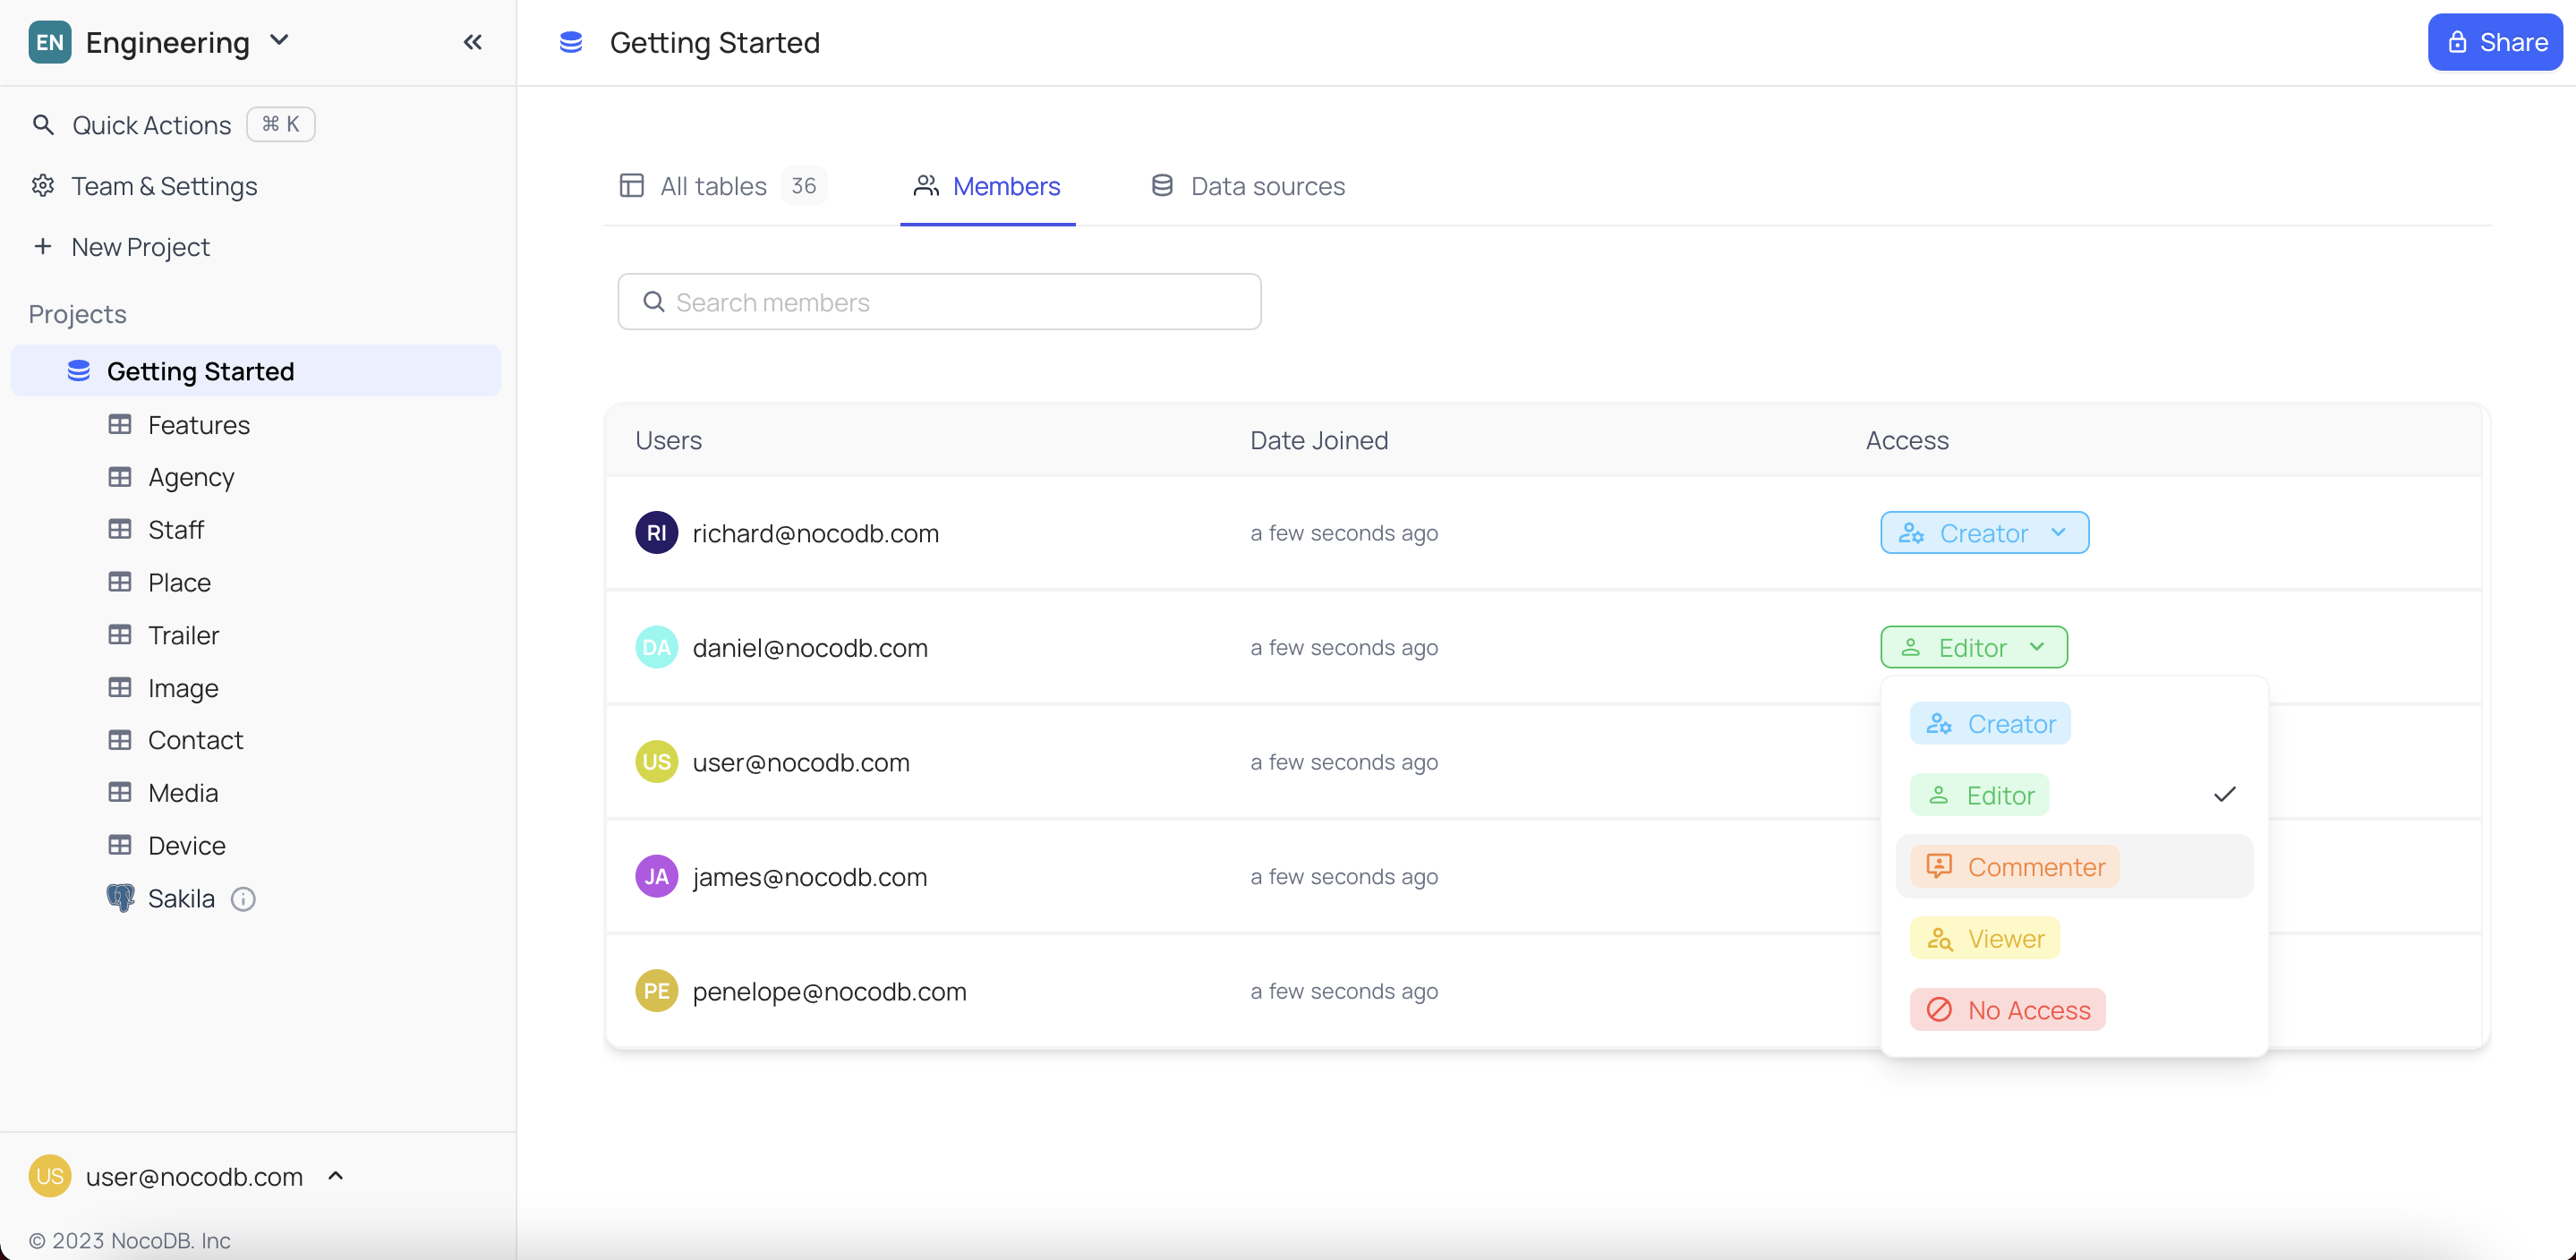 EN Engineering
Getting Started
Share
Quick Actions ⌘ K
Team & Settings
New Project
Projects
Getting Started
Features
Agency
Staff
Place
Trailer
Image
Contact
Media
Device
Sakila
US user@nocodb.com
© 2023 NocoDB. Inc
All tables 36 Members Data sources
Search members
Users Date Joined Access
RI richard@nocodb.com a few seconds ago Creator
DA daniel@nocodb.com a few seconds ago Editor
US user@nocodb.com a few seconds ago
JA james@nocodb.com a few seconds ago
PE penelope@nocodb.com a few seconds ago
Creator
Editor
Commenter
Viewer
No Access